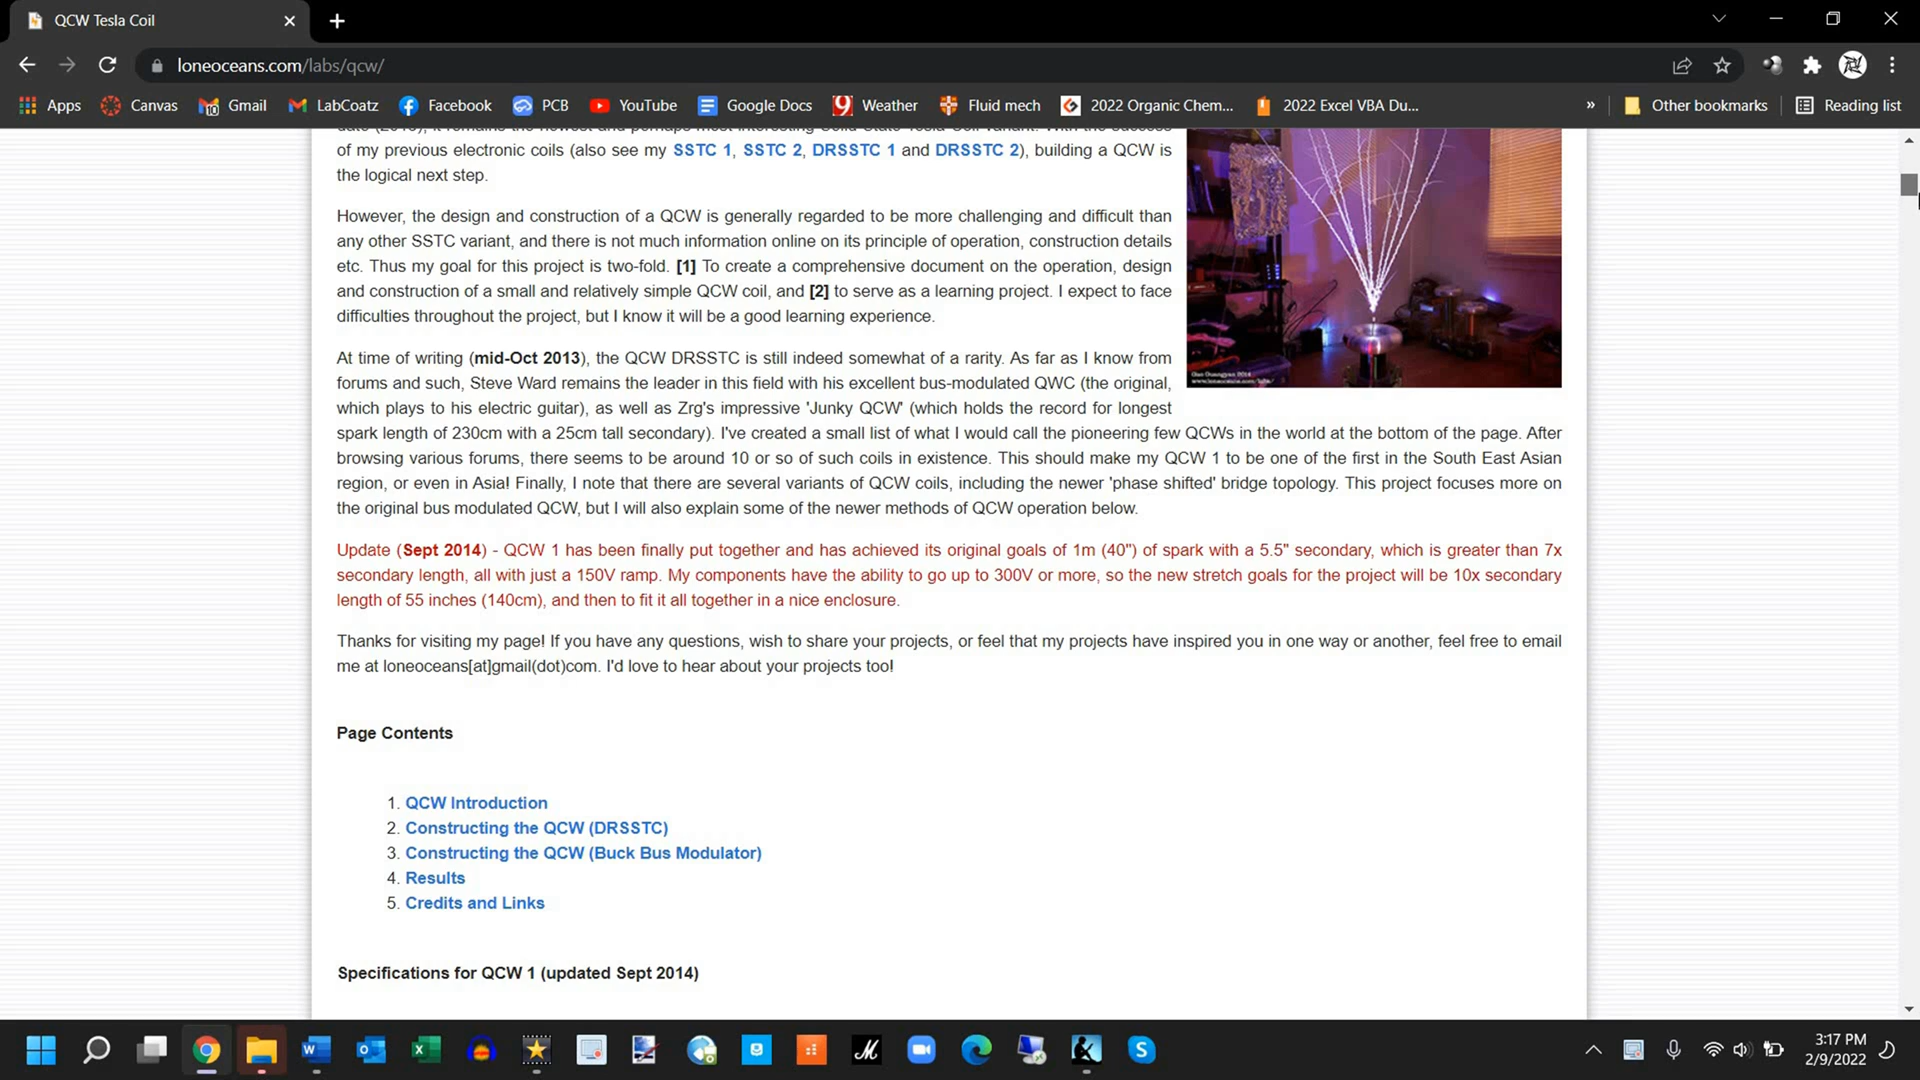 QCW Tesla Coil
loneoceans.com/labs/qcw/
Apps Canvas Gmail LabCoatz Facebook PCB YouTube Google Docs Weather Fluid mech 2022 Organic Chem... 2022 Excel VBA Du... » Other bookmarks Reading list
date (2013), it remains the newest and perhaps most interesting Solid State Tesla Coil variant. With the success
of my previous electronic coils (also see my SSTC 1, SSTC 2, DRSSTC 1 and DRSSTC 2), building a QCW is
the logical next step.
However, the design and construction of a QCW is generally regarded to be more challenging and difficult than
any other SSTC variant, and there is not much information online on its principle of operation, construction details
etc. Thus my goal for this project is two-fold. [1] To create a comprehensive document on the operation, design
and construction of a small and relatively simple QCW coil, and [2] to serve as a learning project. I expect to face
difficulties throughout the project, but I know it will be a good learning experience.
At time of writing (mid-Oct 2013), the QCW DRSSTC is still indeed somewhat of a rarity. As far as I know from
forums and such, Steve Ward remains the leader in this field with his excellent bus-modulated QWC (the original,
which plays to his electric guitar), as well as Zrg's impressive 'Junky QCW' (which holds the record for longest
spark length of 230cm with a 25cm tall secondary). I've created a small list of what I would call the pioneering few QCWs in the world at the bottom of the page. After
browsing various forums, there seems to be around 10 or so of such coils in existence. This should make my QCW 1 to be one of the first in the South East Asian
region, or even in Asia! Finally, I note that there are several variants of QCW coils, including the newer 'phase shifted' bridge topology. This project focuses more on
the original bus modulated QCW, but I will also explain some of the newer methods of QCW operation below.
Update (Sept 2014) - QCW 1 has been finally put together and has achieved its original goals of 1m (40") of spark with a 5.5" secondary, which is greater than 7x
secondary length, all with just a 150V ramp. My components have the ability to go up to 300V or more, so the new stretch goals for the project will be 10x secondary
length of 55 inches (140cm), and then to fit it all together in a nice enclosure.
Thanks for visiting my page! If you have any questions, wish to share your projects, or feel that my projects have inspired you in one way or another, feel free to email
me at loneoceans[at]gmail(dot)com. I'd love to hear about your projects too!
Page Contents
1. QCW Introduction
2. Constructing the QCW (DRSSTC)
3. Constructing the QCW (Buck Bus Modulator)
4. Results
5. Credits and Links
Specifications for QCW 1 (updated Sept 2014)
3:17 PM
2/9/2022